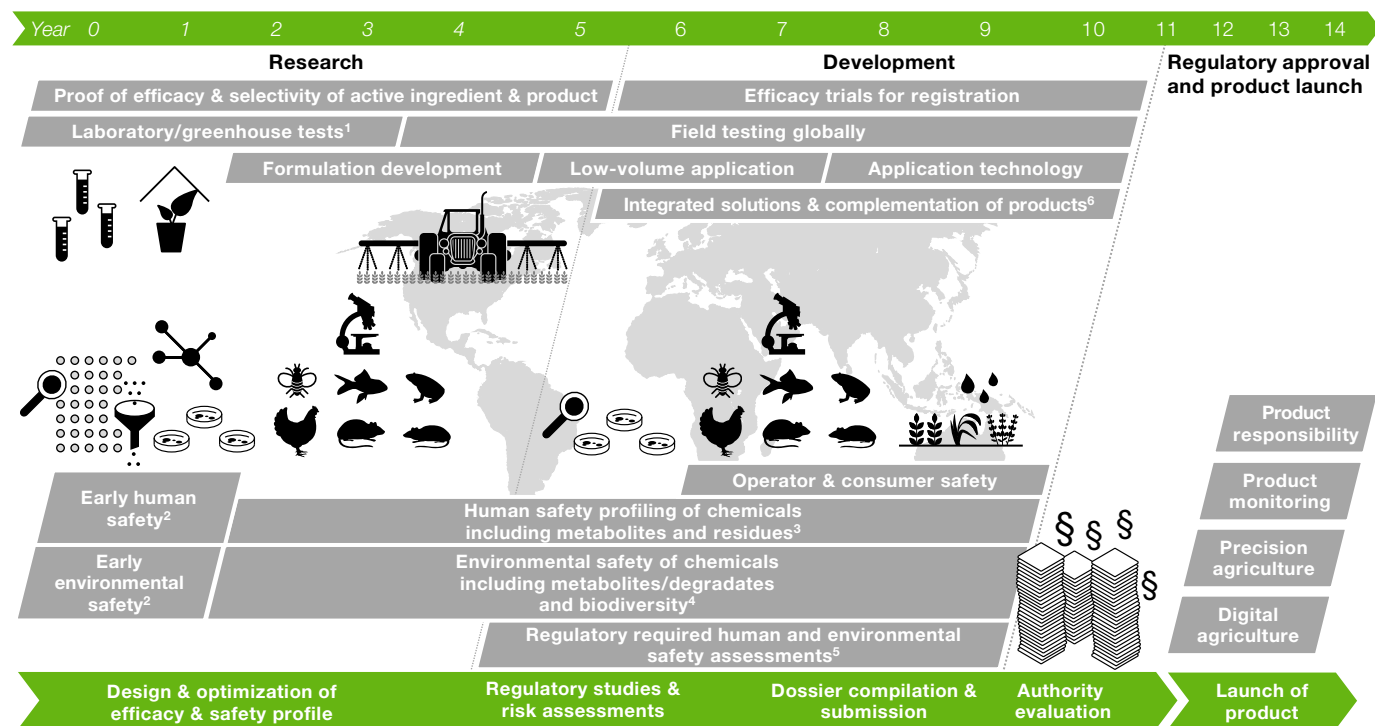 Year 0 1 2 3 4 5 6 7 8 9 10 11 12 13 14
Research
Development
Regulatory approval
and product launch
Proof of efficacy & selectivity of active ingredient & product
Efficacy trials for registration
Laboratory/greenhouse tests¹
Field testing globally
Formulation development
Low-volume application
Application technology
Integrated solutions & complementation of products⁶
Product
responsibility
Product
monitoring
Precision
agriculture
Digital
agriculture
Operator & consumer safety
Early human
safety²
Human safety profiling of chemicals
including metabolites and residues³
Early
environmental
safety²
Environmental safety of chemicals
including metabolites/degradates
and biodiversity⁴
Regulatory required human and environmental
safety assessments⁵
§ § § §
Design & optimization of
efficacy & safety profile
Regulatory studies &
risk assessments
Dossier compilation &
submission
Authority
evaluation
Launch of
product